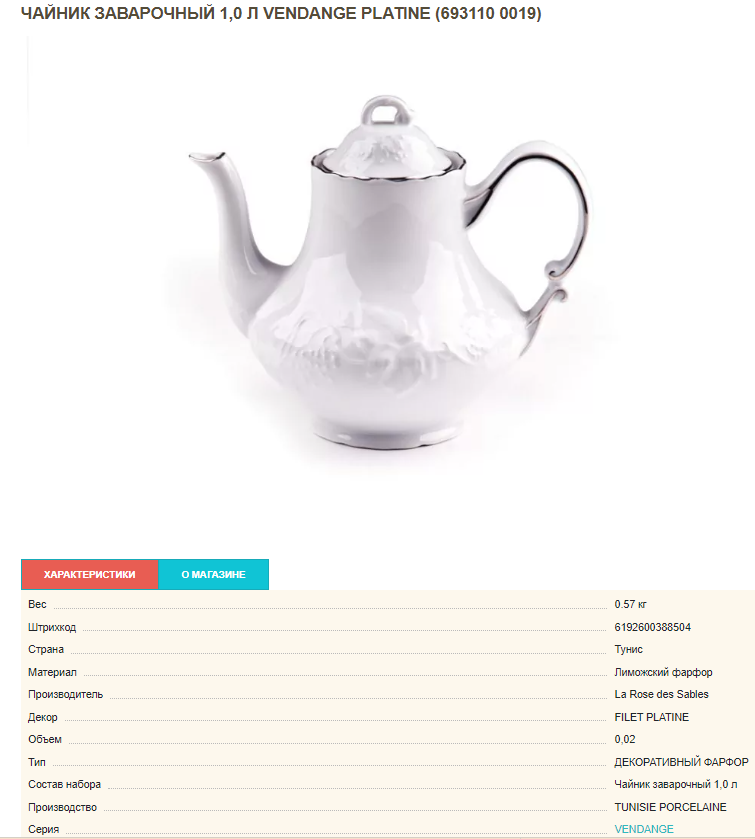 ЧАЙНИК ЗАВАРОЧНЫЙ 1,0 Л VENDANGE PLATINE (693110 0019)
ХАРАКТЕРИСТИКИ О МАГАЗИНЕ
Вес 0.57 кг
Штрихкод 6192600388504
Страна Тунис
Материал Лиможский фарфор
Производитель La Rose des Sables
Декор FILET PLATINE
Объем 0,02
Тип ДЕКОРАТИВНЫЙ ФАРФОР
Состав набора Чайник заварочный 1,0 л
Производство TUNISIE PORCELAINE
Серия VENDANGE